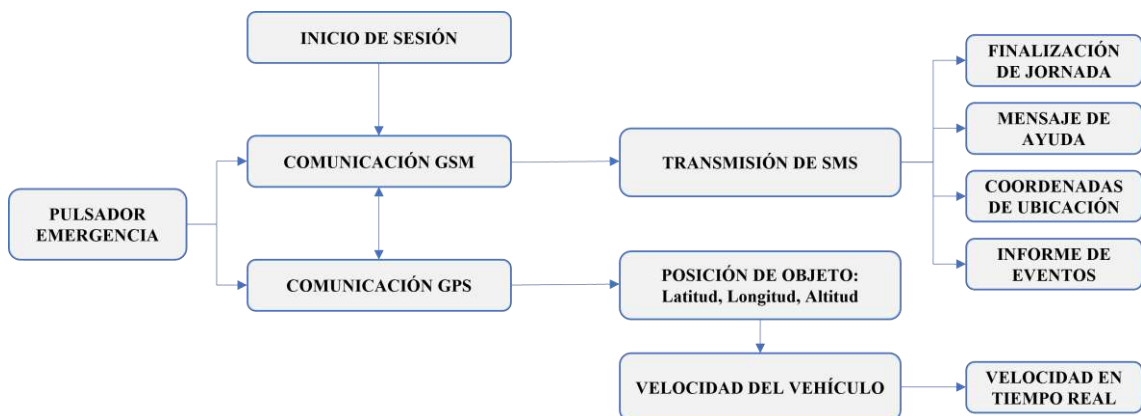 INICIO DE SESIÓN
FINALIZACIÓN
DE JORNADA
COMUNICACIÓN GSM
TRANSMISIÓN DE SMS
MENSAJE DE
AYUDA
PULSADOR
EMERGENCIA
COORDENADAS
DE UBICACIÓN
COMUNICACIÓN GPS
POSICIÓN DE OBJETO:
Latitud, Longitud, Altitud
INFORME DE
EVENTOS
VELOCIDAD DEL VEHÍCULO
VELOCIDAD EN
TIEMPO REAL